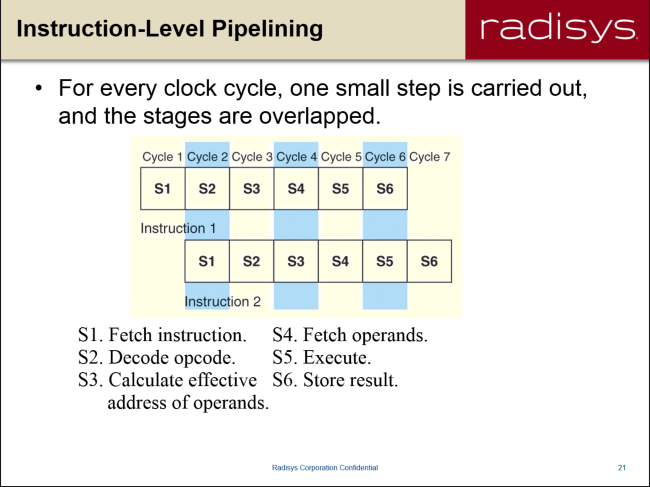 Instruction-Level Pipelining
radisys.
• For every clock cycle, one small step is carried out,
and the stages are overlapped.
Cycle 1 Cycle 2 Cycle 3 Cycle 4 Cycle 5 Cycle 6 Cycle 7
S1 S2 S3 S4 S5 S6
Instruction 1
S1 S2 S3 S4 S5 S6
Instruction 2
S1. Fetch instruction. S4. Fetch operands.
S2. Decode opcode. S5. Execute.
S3. Calculate effective S6. Store result.
address of operands.
Radisys Corporation Confidential
21